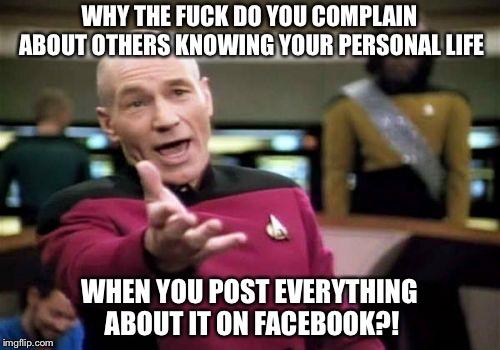 WHY THE FUCK DO YOU COMPLAIN
ABOUT OTHERS KNOWING YOUR PERSONAL LIFE
WHEN YOU POST EVERYTHING
ABOUT IT ON FACEBOOK?!
imgflip.com